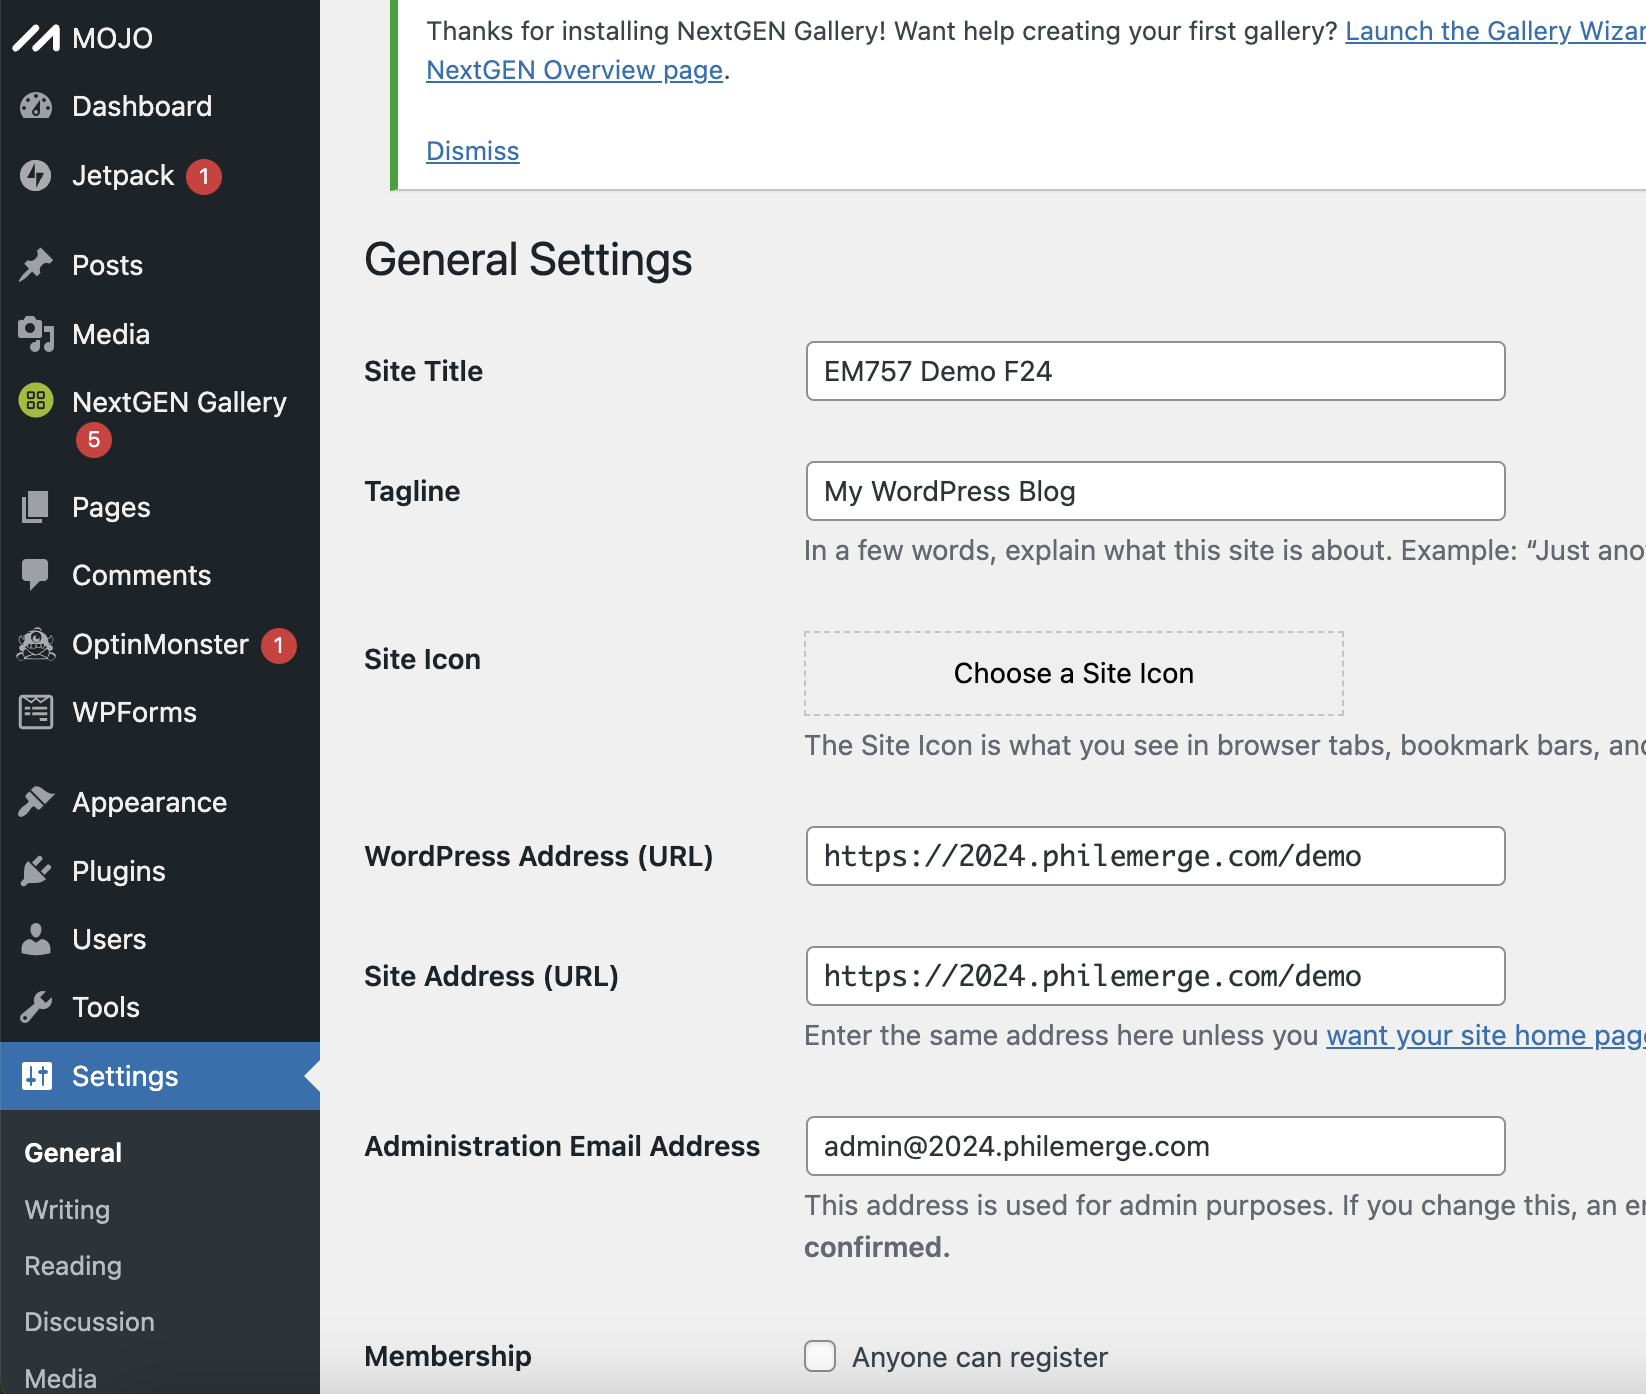 MOJO
Dashboard
Jetpack 1
Posts
Media
NextGEN Gallery
5
Pages
Comments
OptinMonster 1
WPForms
Appearance
Plugins
Users
Tools
Settings
General
Writing
Reading
Discussion
Media
Thanks for installing NextGEN Gallery! Want help creating your first gallery? Launch the Gallery Wizar
NextGEN Overview page.
Dismiss
General Settings
Site Title
EM757 Demo F24
Tagline
My WordPress Blog
In a few words, explain what this site is about. Example: “Just ano
Site Icon
Choose a Site Icon
The Site Icon is what you see in browser tabs, bookmark bars, and
WordPress Address (URL)
https://2024.philemerge.com/demo
Site Address (URL)
https://2024.philemerge.com/demo
Enter the same address here unless you want your site home page
Administration Email Address
admin@2024.philemerge.com
This address is used for admin purposes. If you change this, an em
confirmed.
Membership
Anyone can register